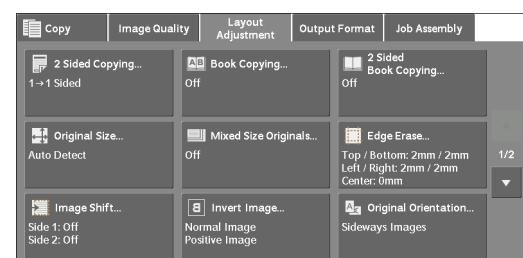 Copy
Image Quality
Layout
Adjustment
Output Format
Job Assembly
2 Sided Copying...
1→1 Sided
Book Copying...
Off
2 Sided
Book Copying...
Off
Original Size...
Auto Detect
Mixed Size Originals...
Off
Edge Erase...
Top / Bottom: 2mm / 2mm
Left / Right: 2mm / 2mm
Center: 0mm
1/2
Image Shift...
Side 1: Off
Side 2: Off
Invert Image...
Normal Image
Positive Image
Original Orientation...
Sideways Images